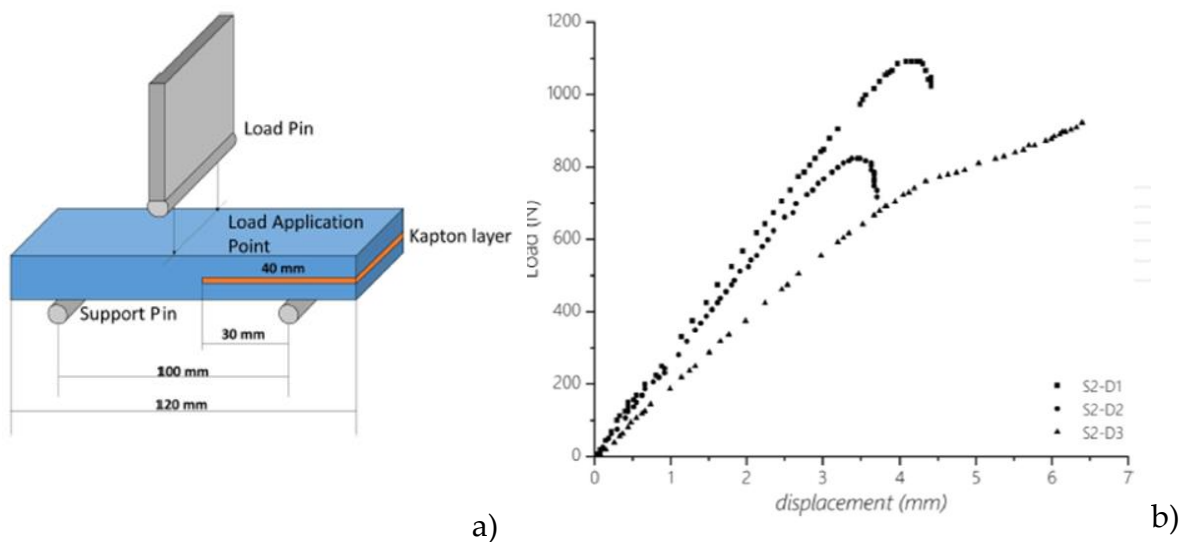 Load Pin
Load Application
Point
Kapton layer
40 mm
Support Pin
30 mm
100 mm
120 mm
a)
1200
1000
800
600
400
200
0
Load (N)
0 1 2 3 4 5 6 7
displacement (mm)
S2-D1
S2-D2
S2-D3
b)